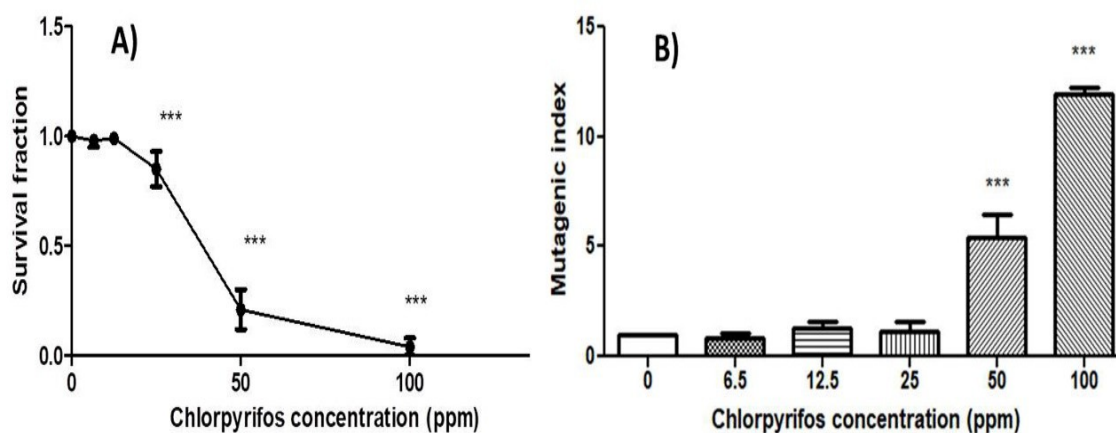 A)
1.5
1.0
0.5
0.0
Survival fraction
***
***
***
0 50 100
Chlorpyrifos concentration (ppm)
B)
15
10
5
0
Mutagenic index
***
***
0 6.5 12.5 25 50 100
Chlorpyrifos concentration (ppm)